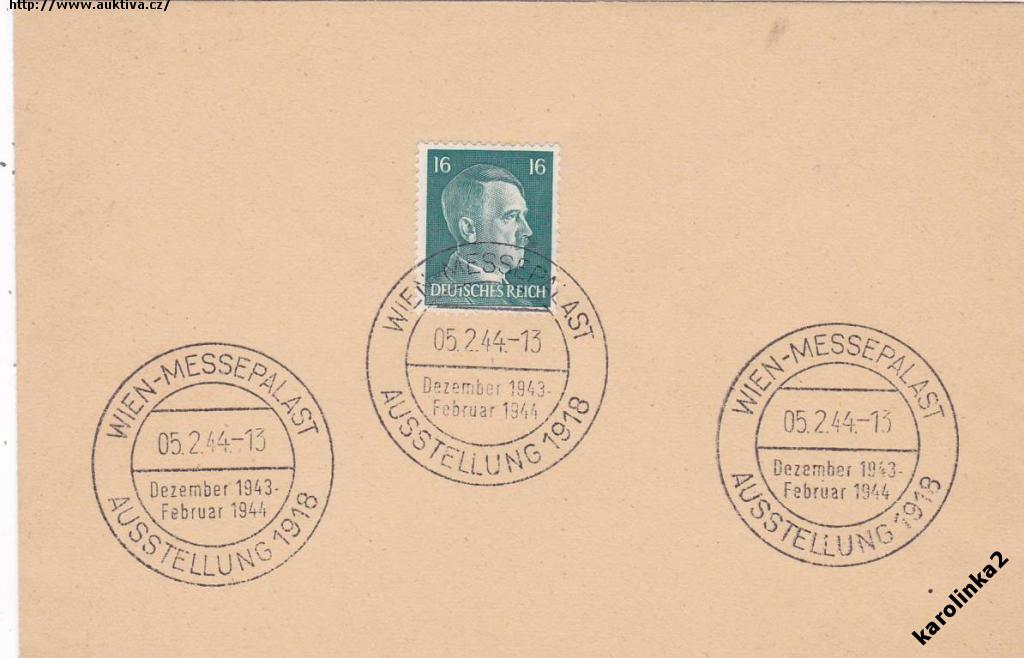 http://www.auktiva.cz/
16 16
DEUTSCHES REICH
WIEN-MESSEPALAST
05.2.44.-13
Dezember 1943-
Februar 1944
AUSSTELLUNG 1918
WIEN-MESSEPALAST
05.2.44.-13
Dezember 1943-
Februar 1944
AUSSTELLUNG 1918
WIEN-MESSEPALAST
05.2.44.-13
Dezember 1943-
Februar 1944
AUSSTELLUNG 1918
karolinka2